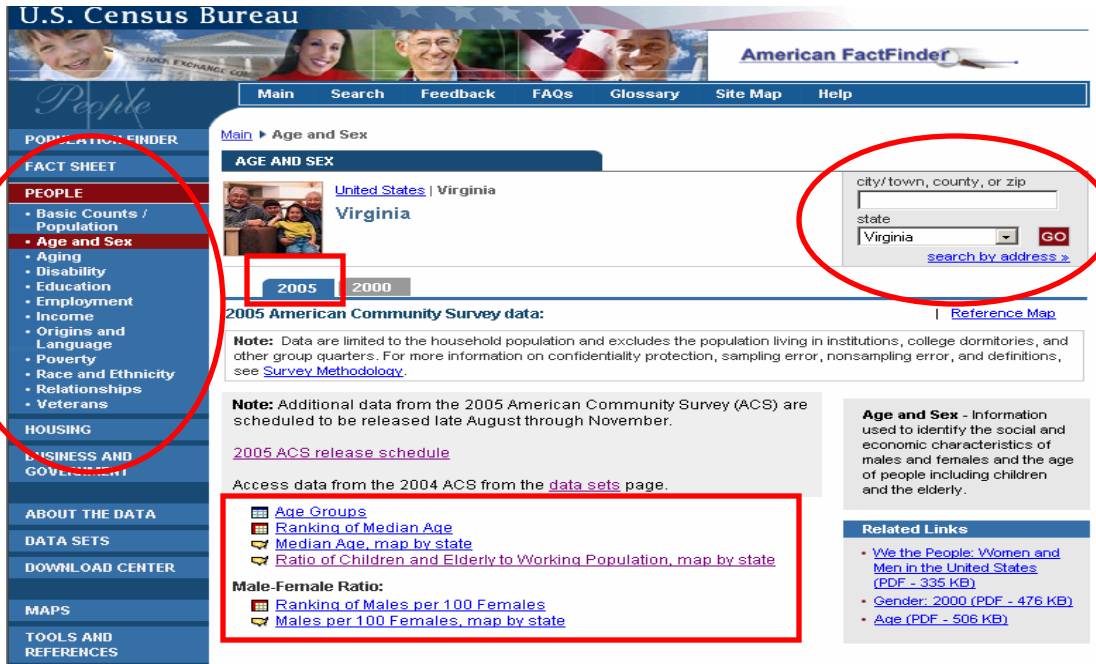 U.S. Census Bureau
STOCK EXCHANGE
American FactFinder
People
Main Search Feedback FAQs Glossary Site Map Help
POPULATION FINDER
FACT SHEET
PEOPLE
• Basic Counts /
Population
• Age and Sex
• Aging
• Disability
• Education
• Employment
• Income
• Origins and
Language
• Poverty
• Race and Ethnicity
• Relationships
• Veterans
HOUSING
BUSINESS AND
GOVERNMENT
ABOUT THE DATA
DATA SETS
DOWNLOAD CENTER
MAPS
TOOLS AND
REFERENCES
Main ▶ Age and Sex
AGE AND SEX
United States | Virginia
Virginia
city/town, county, or zip
state
Virginia GO
search by address »
2005 2000
2005 American Community Survey data:
| Reference Map
Note: Data are limited to the household population and excludes the population living in institutions, college dormitories, and
other group quarters. For more information on confidentiality protection, sampling error, nonsampling error, and definitions,
see Survey Methodology.
Note: Additional data from the 2005 American Community Survey (ACS) are
scheduled to be released late August through November.
2005 ACS release schedule
Access data from the 2004 ACS from the data sets page.
Age Groups
Ranking of Median Age
Median Age, map by state
Ratio of Children and Elderly to Working Population, map by state
Male-Female Ratio:
Ranking of Males per 100 Females
Males per 100 Females, map by state
Age and Sex - Information
used to identify the social and
economic characteristics of
males and females and the age
of people including children
and the elderly.
Related Links
• We the People: Women and
Men in the United States
(PDF - 335 KB)
• Gender: 2000 (PDF - 476 KB)
• Age (PDF - 506 KB)